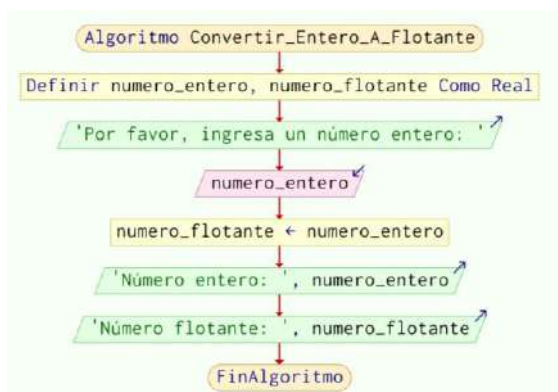 Algoritmo Convertir_Entero_A_Flotante
Definir numero_entero, numero_flotante Como Real
'Por favor, ingresa un número entero: '
numero_entero
numero_flotante ← numero_entero
'Número entero: ', numero_entero
'Número flotante: ', numero_flotante
FinAlgoritmo